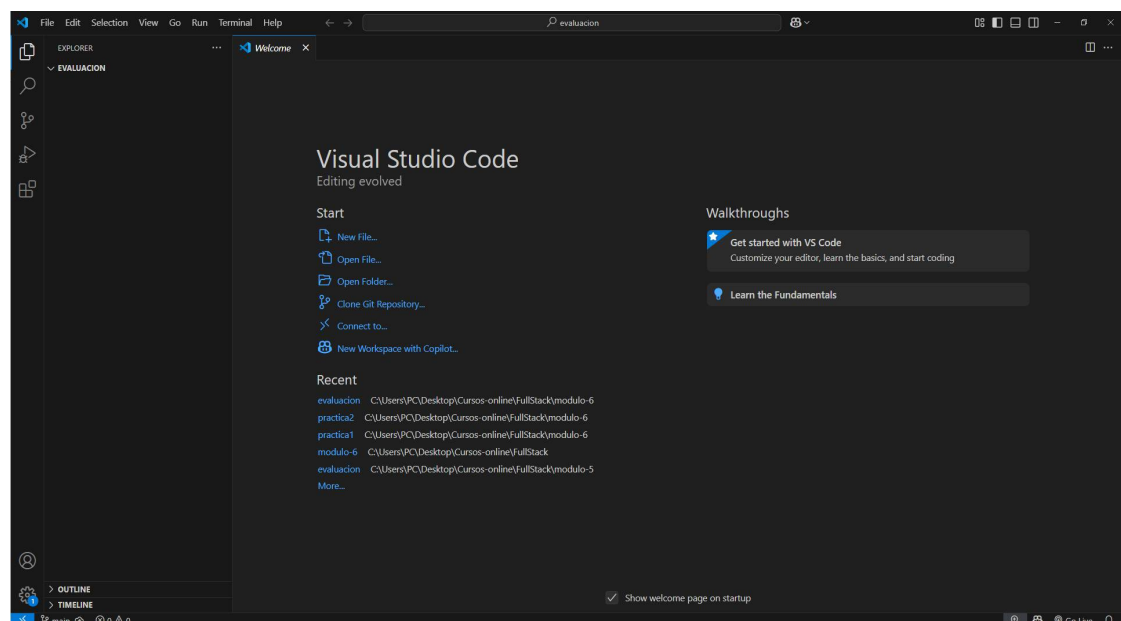 File Edit Selection View Go Run Terminal Help
evaluacion
EXPLORER
EVALUACION
Welcome
Visual Studio Code
Editing evolved
Start
New File...
Open File...
Open Folder...
Clone Git Repository...
Connect to...
New Workspace with Copilot...
Recent
evaluacion C:\Users\PC\Desktop\Cursos-online\FullStack\modulo-6
practica2 C:\Users\PC\Desktop\Cursos-online\FullStack\modulo-6
practica1 C:\Users\PC\Desktop\Cursos-online\FullStack\modulo-6
modulo-6 C:\Users\PC\Desktop\Cursos-online\FullStack
evaluacion C:\Users\PC\Desktop\Cursos-online\FullStack\modulo-5
More...
Walkthroughs
Get started with VS Code
Customize your editor, learn the basics, and start coding
Learn the Fundamentals
OUTLINE
TIMELINE
1
Show welcome page on startup
main 0 0
Go Live